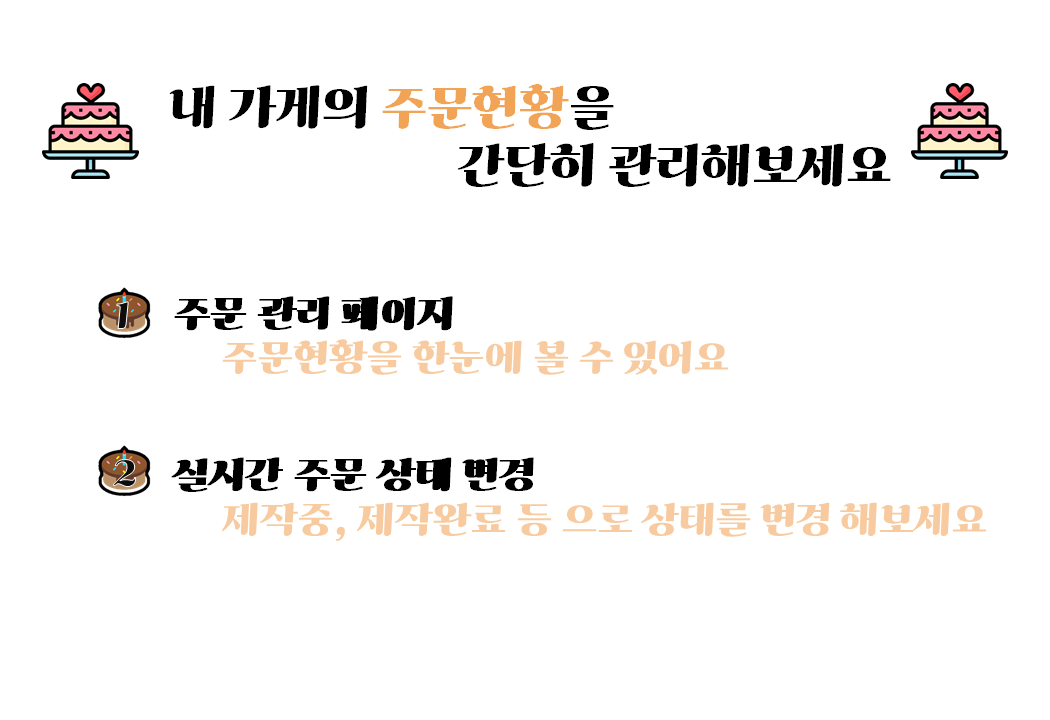 내 가게의 주문현황을
간단히 관리해보세요
1 주문 관리 페이지
주문현황을 한눈에 볼 수 있어요
2 실시간 주문 상태 변경
제작중, 제작완료 등 으로 상태를 변경 해보세요